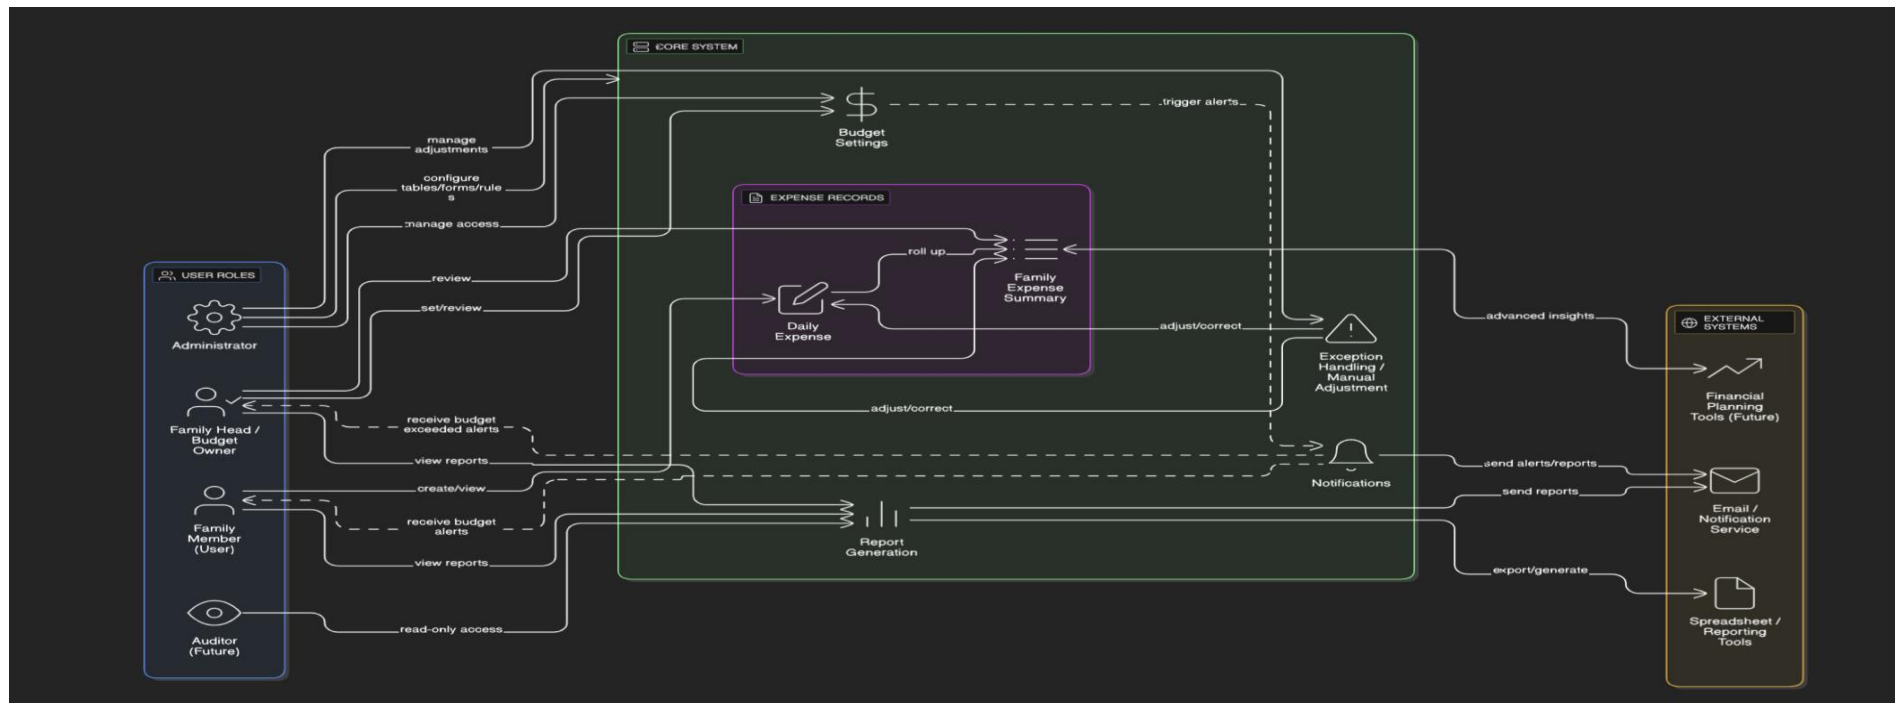 CORE SYSTEM
trigger alerts
Budget
Settings
manage
adjustments
configure
tables/forms/rule
s
manage access
EXPENSE RECORDS
roll up
Family
Expense
Summary
Daily
Expense
review
set/review
USER ROLES
Administrator
Family Head /
Budget
Owner
Family
Member
(User)
Auditor
(Future)
adjust/correct
Exception
Handling /
Manual
Adjustment
adjust/correct
receive budget
exceeded alerts
view reports
create/view
receive budget
alerts
view reports
read-only access
Notifications
Report
Generation
advanced insights
send alerts/reports
send reports
export/generate
EXTERNAL
SYSTEMS
Financial
Planning
Tools (Future)
Email /
Notification
Service
Spreadsheet /
Reporting
Tools